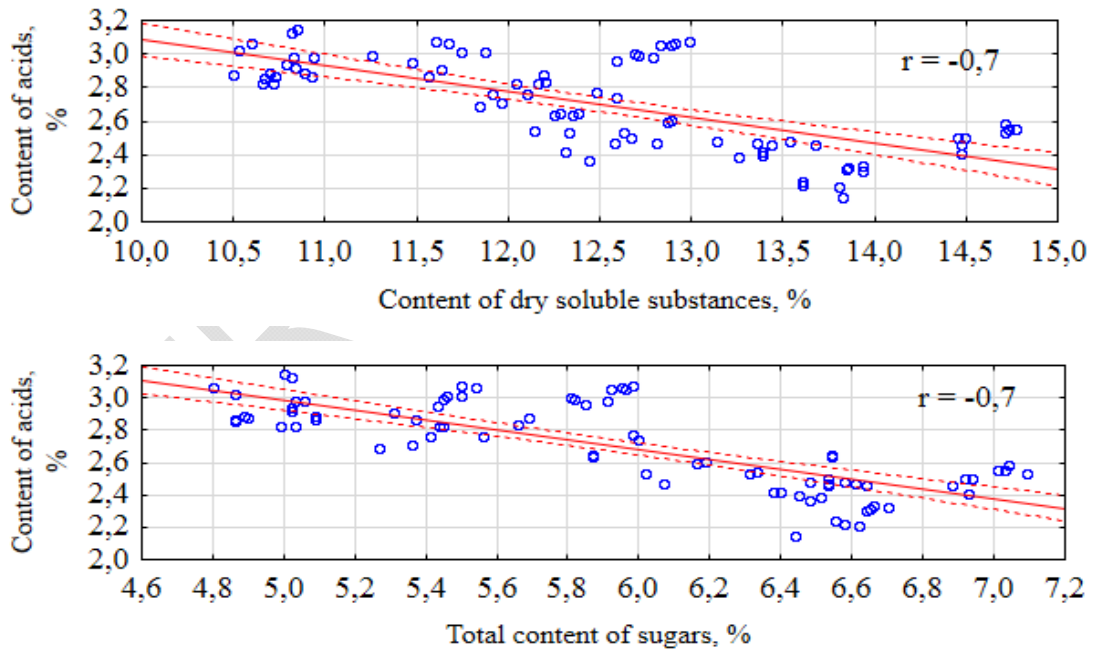 3,2
3,0
2,8
2,6
2,4
2,2
2,0
Content of acids,
%
r = -0,7
10,0 10,5 11,0 11,5 12,0 12,5 13,0 13,5 14,0 14,5 15,0
Content of dry soluble substances, %
3,2
3,0
2,8
2,6
2,4
2,2
2,0
Content of acids,
%
r = -0,7
4,6 4,8 5,0 5,2 5,4 5,6 5,8 6,0 6,2 6,4 6,6 6,8 7,0 7,2
Total content of sugars, %